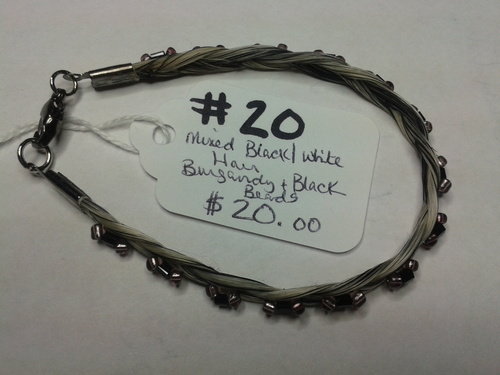 #20
Mixed Black/white
Hair
Burgandy + Black
Beads
$20.00